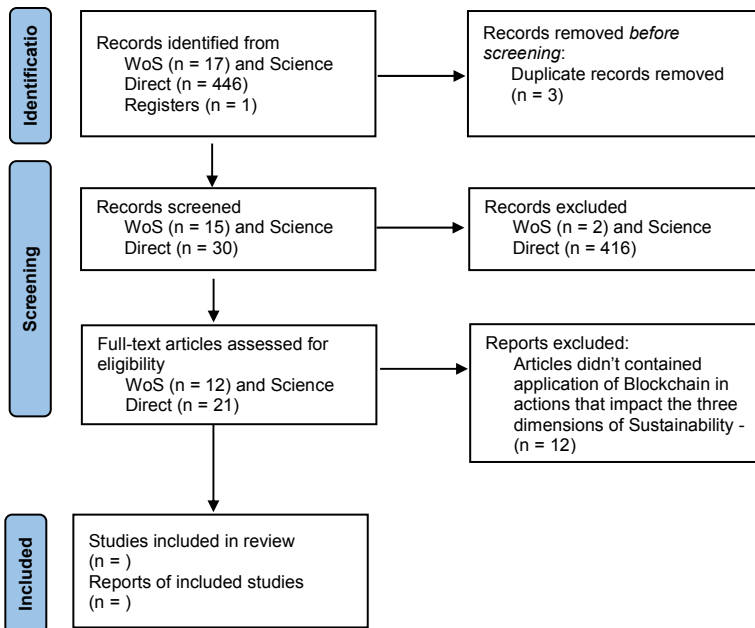 Identificatio
Records identified from
WoS (n = 17) and Science
Direct (n = 446)
Registers (n = 1)
Records removed before
screening:
Duplicate records removed
(n = 3)
Screening
Records screened
WoS (n = 15) and Science
Direct (n = 30)
Records excluded
WoS (n = 2) and Science
Direct (n = 416)
Full-text articles assessed for
eligibility
WoS (n = 12) and Science
Direct (n = 21)
Reports excluded:
Articles didn’t contained
application of Blockchain in
actions that impact the three
dimensions of Sustainability -
(n = 12)
Included
Studies included in review
(n = )
Reports of included studies
(n = )